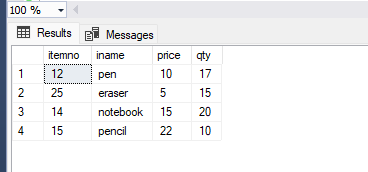 100 %
Results Messages
itemno iname price qty
1 12 pen 10 17
2 25 eraser 5 15
3 14 notebook 15 20
4 15 pencil 22 10